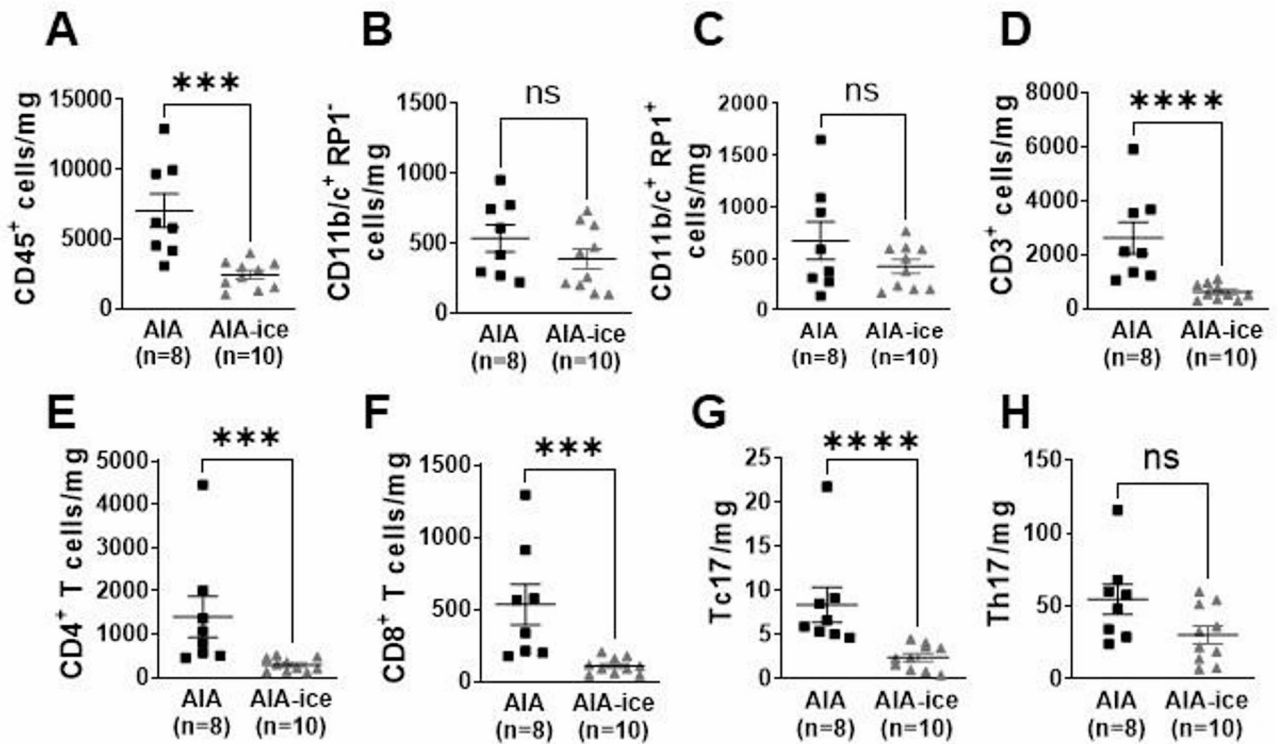 A
CD45⁺ cells/mg
15000
10000
5000
0
***
AIA
(n=8)
AIA-ice
(n=10)
B
CD11b/c⁺ RP1⁻
cells/mg
1500
1000
500
0
ns
AIA
(n=8)
AIA-ice
(n=10)
C
CD11b/c⁺ RP1⁺
cells/mg
2000
1500
1000
500
0
ns
AIA
(n=8)
AIA-ice
(n=10)
D
CD3⁺ cells/mg
8000
6000
4000
2000
0
****
AIA
(n=8)
AIA-ice
(n=10)
E
CD4⁺ T cells/mg
5000
4000
3000
2000
1000
0
***
AIA
(n=8)
AIA-ice
(n=10)
F
CD8⁺ T cells/mg
1500
1000
500
0
***
AIA
(n=8)
AIA-ice
(n=10)
G
Tc17/mg
25
20
15
10
5
0
****
AIA
(n=8)
AIA-ice
(n=10)
H
Th17/mg
150
100
50
0
ns
AIA
(n=8)
AIA-ice
(n=10)